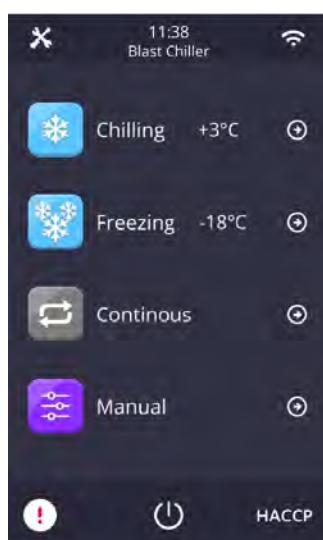 11:38
Blast Chiller
Chilling +3°C
Freezing -18°C
Continous
Manual
! HACCP